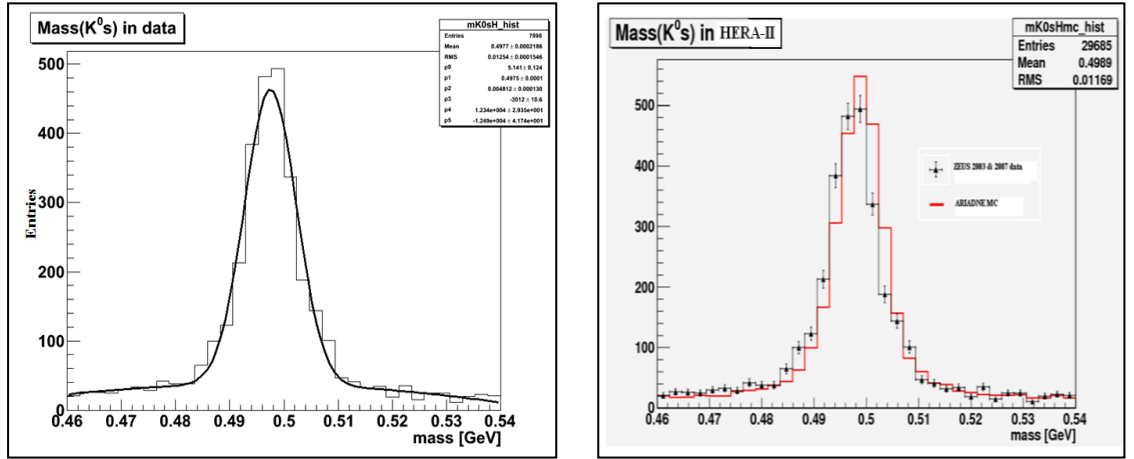 Mass(K⁰s) in data
mK0sH_hist
Entries 7096
Mean 0.4977 ± 0.0002186
RMS 0.01254 ± 0.0001546
p0 5.141 ± 0.124
p1 0.4975 ± 0.0001
p2 0.004812 ± 0.000130
p3 -3012 ± 10.6
p4 1.234e+004 ± 2.935e+001
p5 -1.249e+004 ± 4.174e+001
Entries
500
400
300
200
100
0
0.46 0.47 0.48 0.49 0.5 0.51 0.52 0.53 0.54
mass [GeV]
Mass(K⁰s) in HERA-II
mK0sHmc_hist
Entries 29685
Mean 0.4989
RMS 0.01169
500
400
300
200
100
0
ZEUS 2003 & 2007 data
ARIADNE MC
0.46 0.47 0.48 0.49 0.5 0.51 0.52 0.53 0.54
mass [GeV]